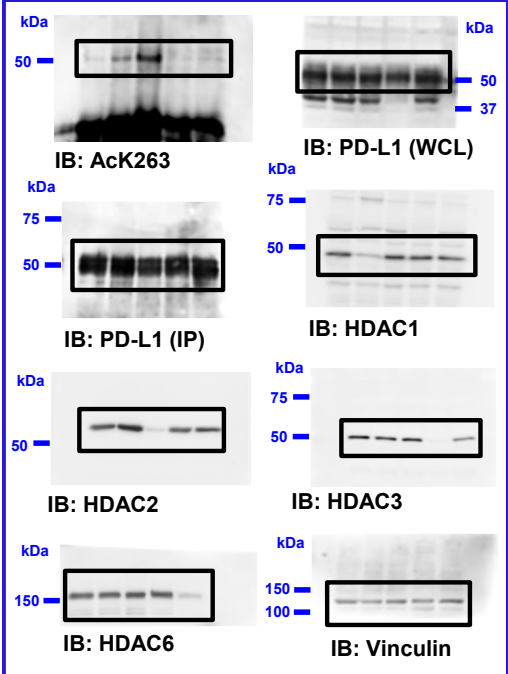 kDa
50
IB: AcK263
kDa
50
37
IB: PD-L1 (WCL)
kDa
75
50
IB: PD-L1 (IP)
kDa
75
50
IB: HDAC1
kDa
50
IB: HDAC2
kDa
75
50
IB: HDAC3
kDa
150
IB: HDAC6
kDa
150
100
IB: Vinculin